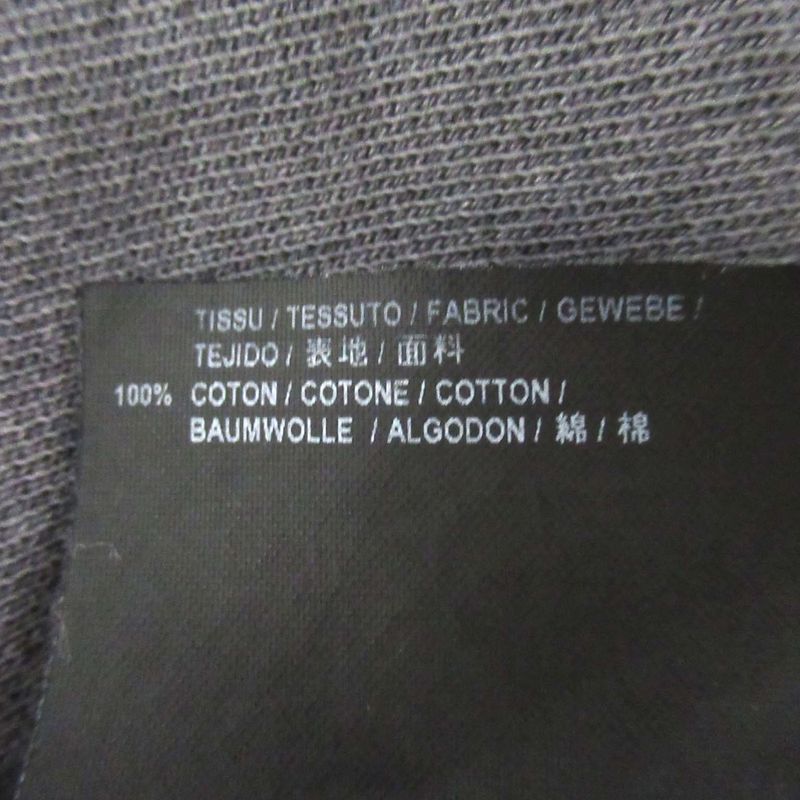 TISSU / TESSUTO / FABRIC / GEWEBE /
TEJIDO / 表地 / 面料
100% COTON / COTONE / COTTON /
BAUMWOLLE / ALGODON / 綿 / 棉